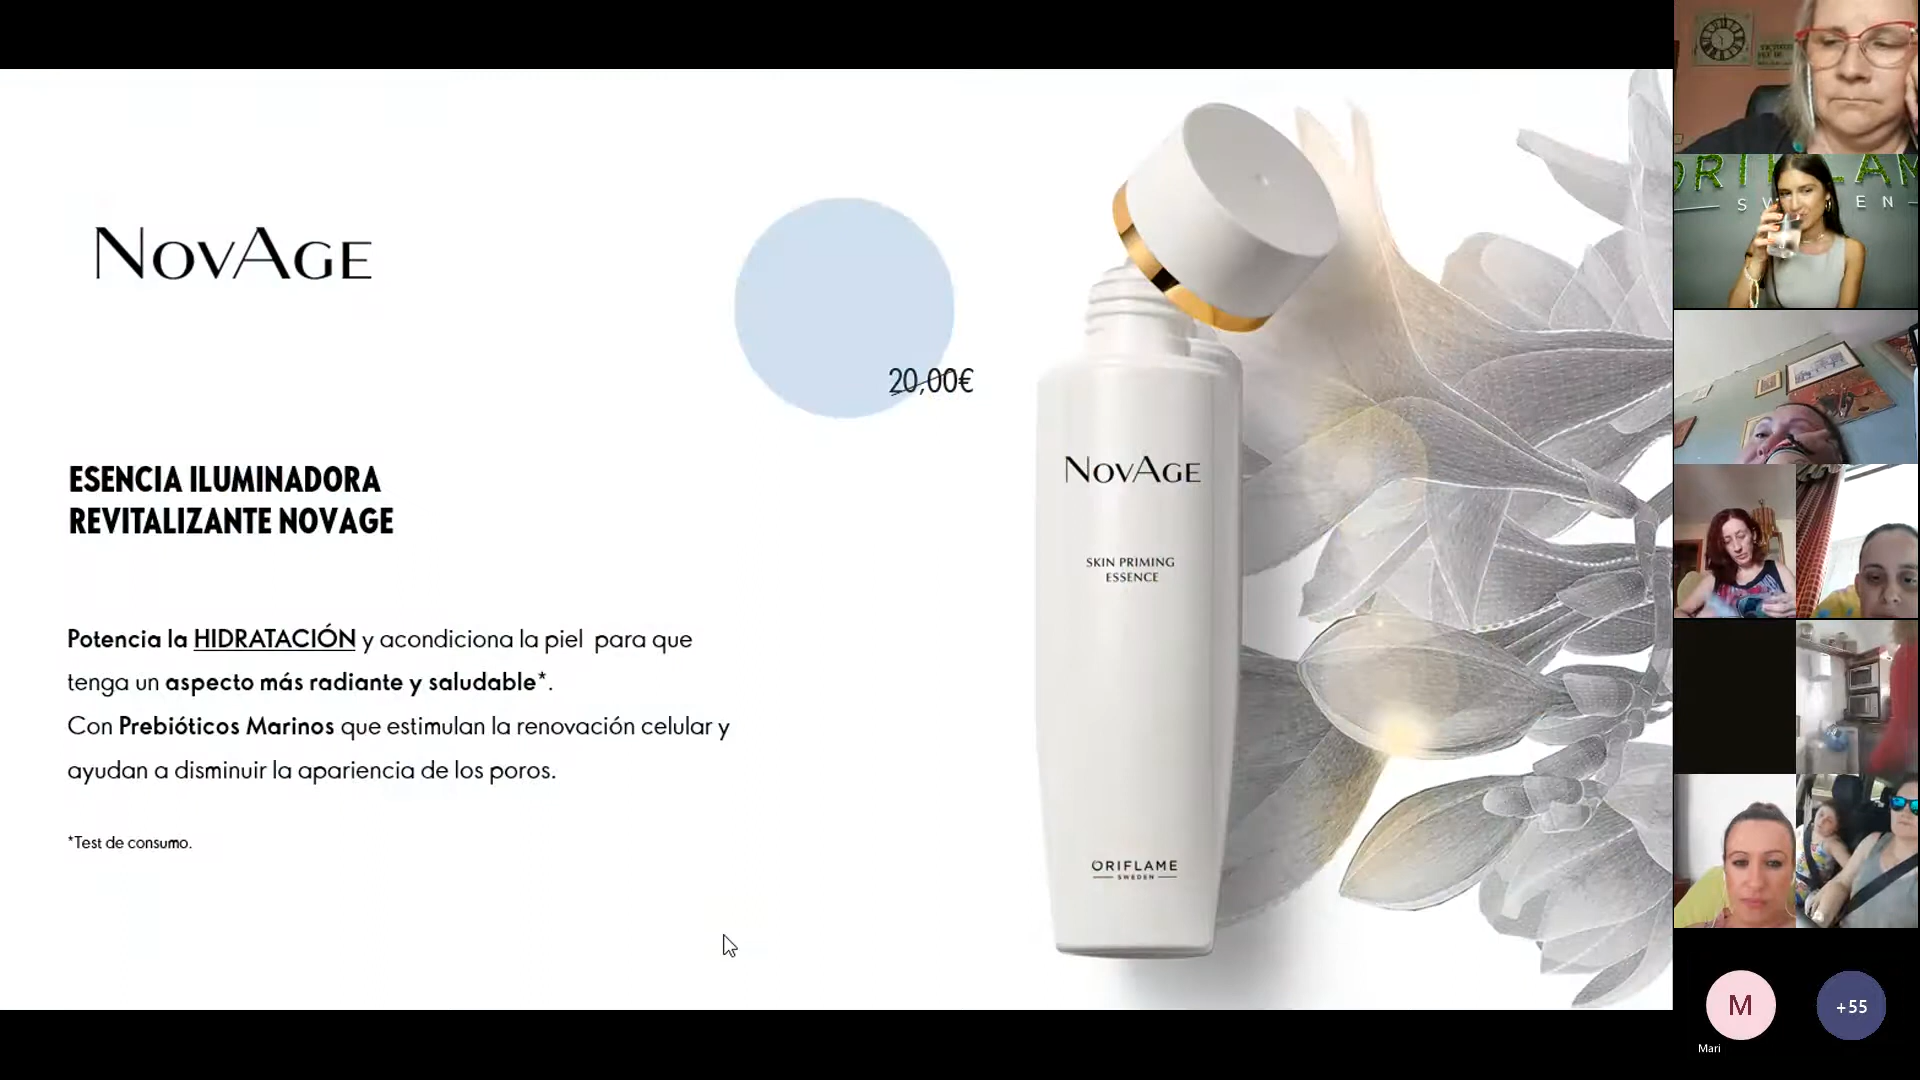 NOVAGE
20,00€
ESENCIA ILUMINADORA
REVITALIZANTE NOVAGE
Potencia la HIDRATACIÓN y acondiciona la piel para que
tenga un aspecto más radiante y saludable*.
Con Prebióticos Marinos que estimulan la renovación celular y
ayudan a disminuir la apariencia de los poros.
*Test de consumo.
NOVAGE
SKIN PRIMING
ESSENCE
ORIFLAME
SWEDEN
M
Mari
+55